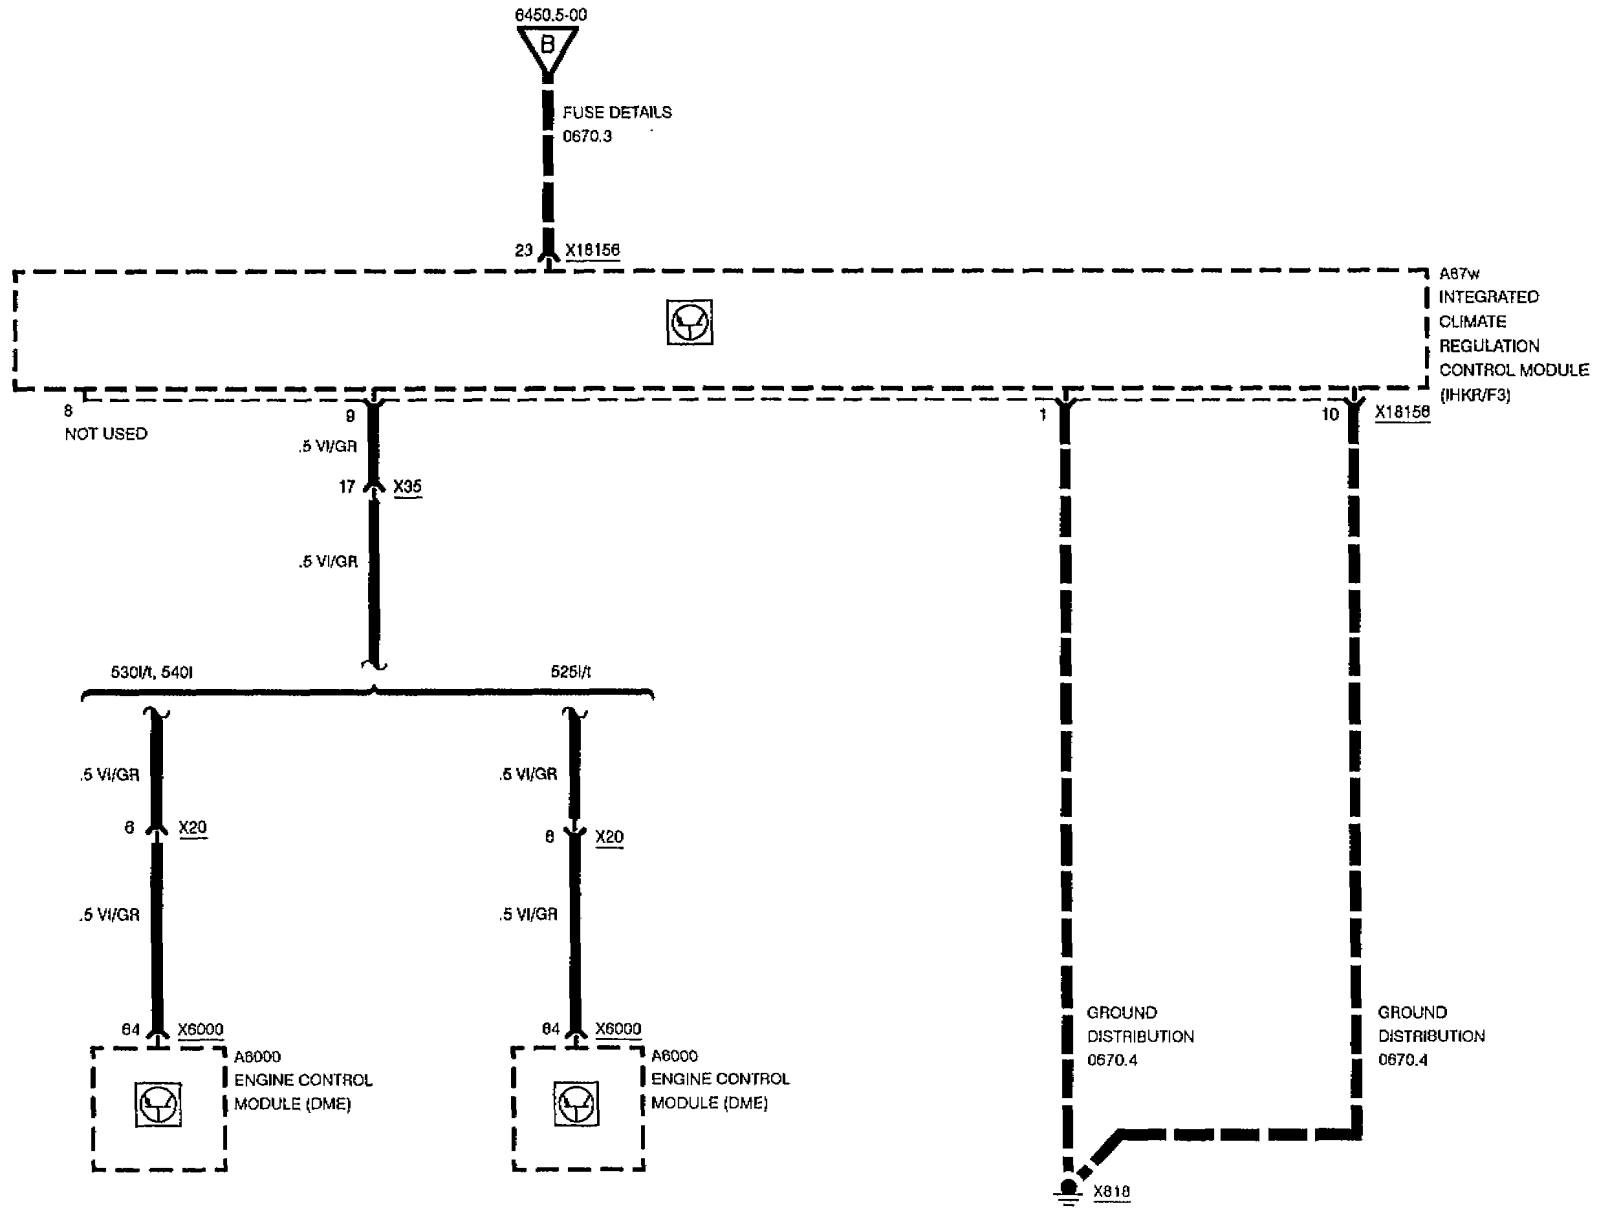 6450.5-00
B
FUSE DETAILS
0670.3
23 X18156
A67w
INTEGRATED
CLIMATE
REGULATION
CONTROL MODULE
(IHKR/F3)
8
NOT USED
9
1
10 X18156
.5 VI/GR
17 X35
.5 VI/GR
530I/t, 540I
525I/t
.5 VI/GR
.5 VI/GR
6 X20
6 X20
.5 VI/GR
.5 VI/GR
GROUND
DISTRIBUTION
0670.4
GROUND
DISTRIBUTION
0670.4
64 X6000
64 X6000
A6000
ENGINE CONTROL
MODULE (DME)
A6000
ENGINE CONTROL
MODULE (DME)
X818